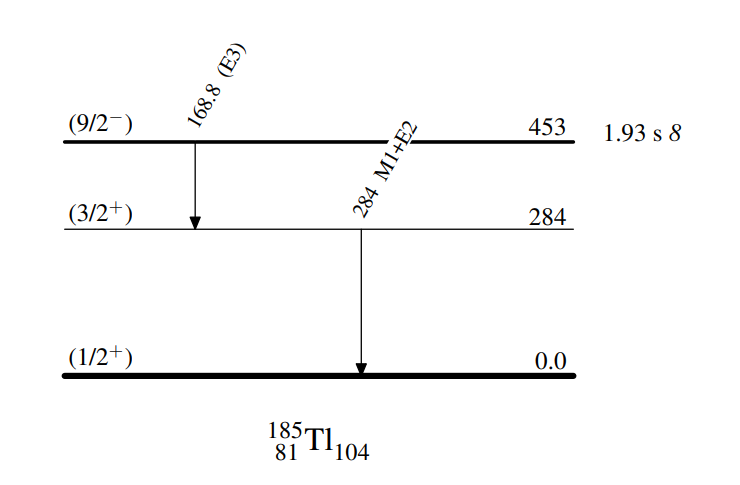 168.8 (E3)
(9/2−) 453 1.93 s 8
284 M1+E2
(3/2+) 284
(1/2+) 0.0
185
81Tl104